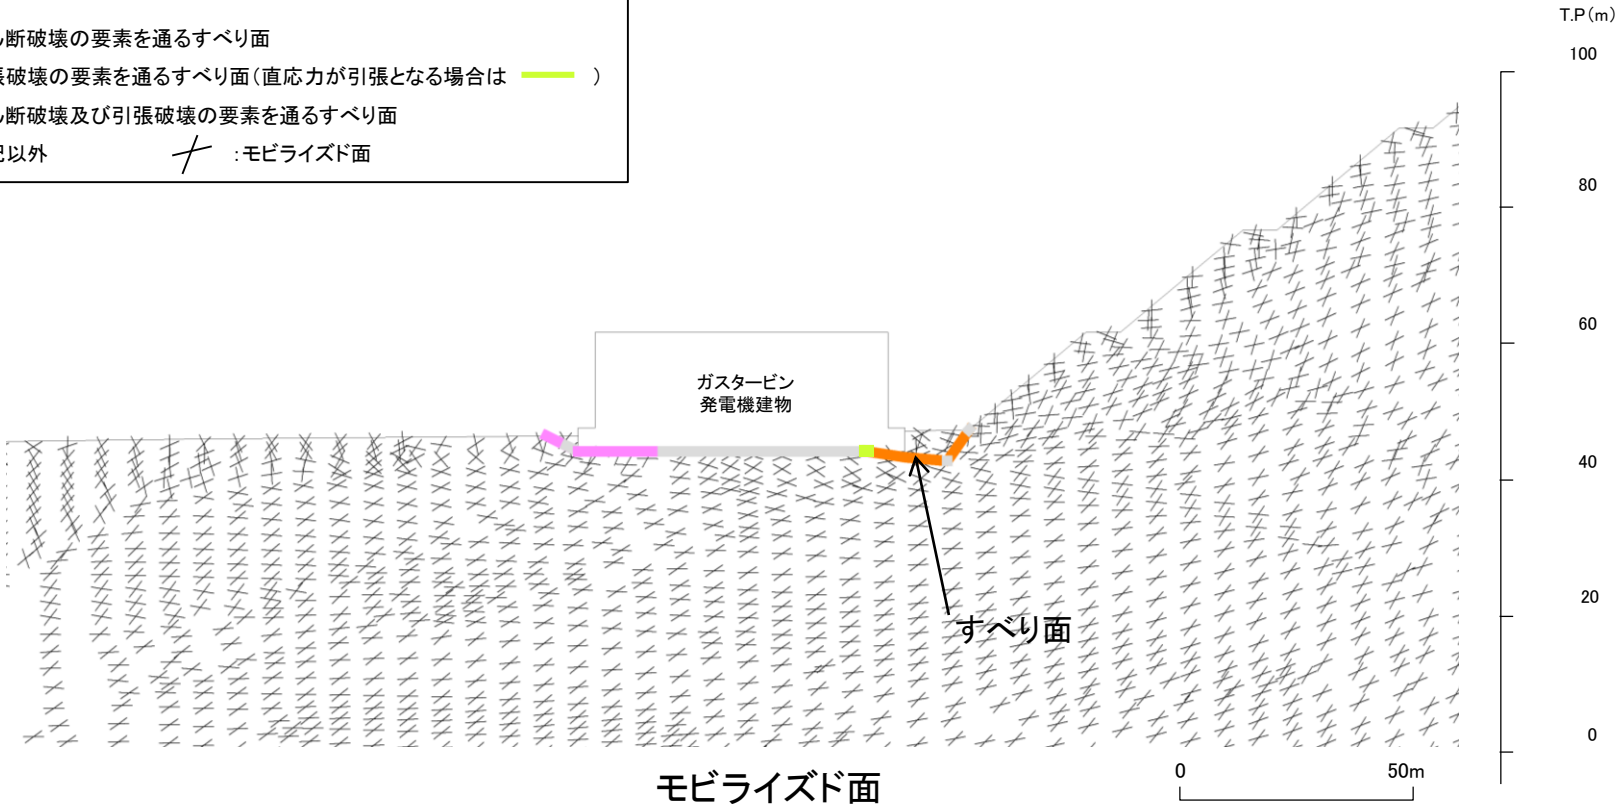 断破壊の要素を通るすべり面
破壊の要素を通るすべり面（直応力が引張となる場合は ）
断破壊及び引張破壊の要素を通るすべり面
以外 :モビライズド面
T.P(m)
100
80
60
40
20
0
ガスタービン
発電機建物
すべり面
0 50m
モビライズド面